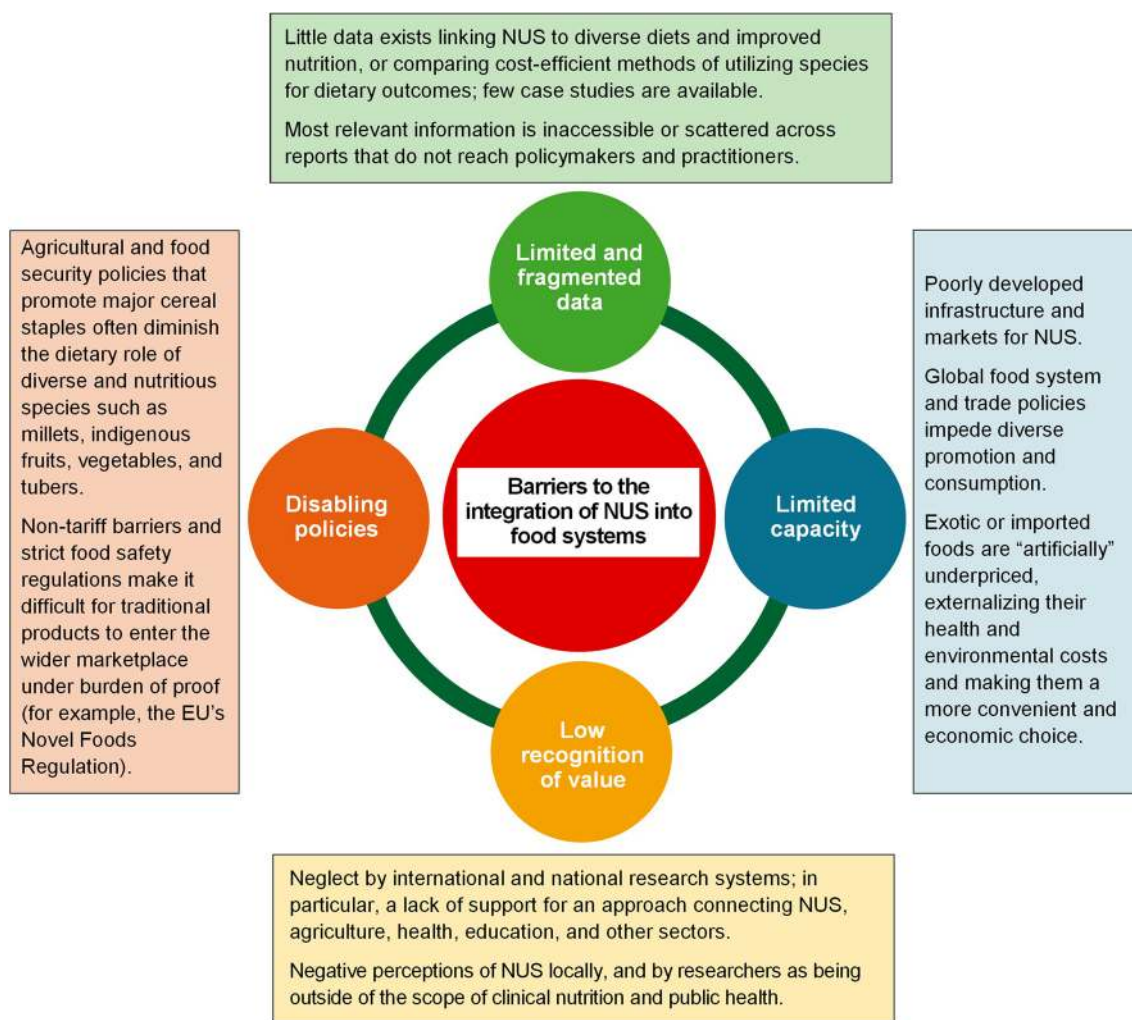 Little data exists linking NUS to diverse diets and improved
nutrition, or comparing cost-efficient methods of utilizing species
for dietary outcomes; few case studies are available.
Most relevant information is inaccessible or scattered across
reports that do not reach policymakers and practitioners.
Limited and
fragmented
data
Agricultural and food
security policies that
promote major cereal
staples often diminish
the dietary role of
diverse and nutritious
species such as
millets, indigenous
fruits, vegetables, and
tubers.
Non-tariff barriers and
strict food safety
regulations make it
difficult for traditional
products to enter the
wider marketplace
under burden of proof
(for example, the EU’s
Novel Foods
Regulation).
Disabling
policies
Barriers to the
integration of NUS into
food systems
Limited
capacity
Poorly developed
infrastructure and
markets for NUS.
Global food system
and trade policies
impede diverse
promotion and
consumption.
Exotic or imported
foods are “artificially”
underpriced,
externalizing their
health and
environmental costs
and making them a
more convenient and
economic choice.
Low
recognition
of value
Neglect by international and national research systems; in
particular, a lack of support for an approach connecting NUS,
agriculture, health, education, and other sectors.
Negative perceptions of NUS locally, and by researchers as being
outside of the scope of clinical nutrition and public health.